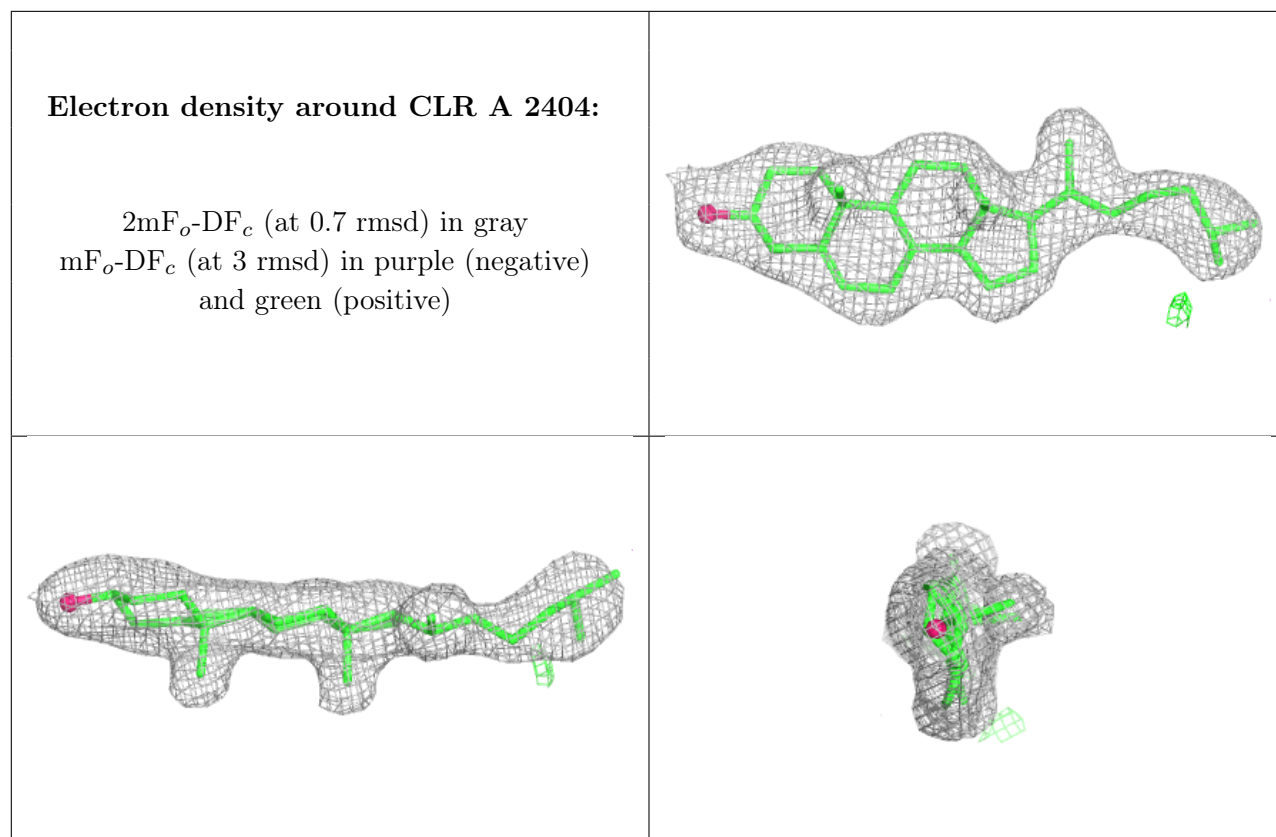 Electron density around CLR A 2404:
2mFo-DFc (at 0.7 rmsd) in gray
mFo-DFc (at 3 rmsd) in purple (negative)
and green (positive)